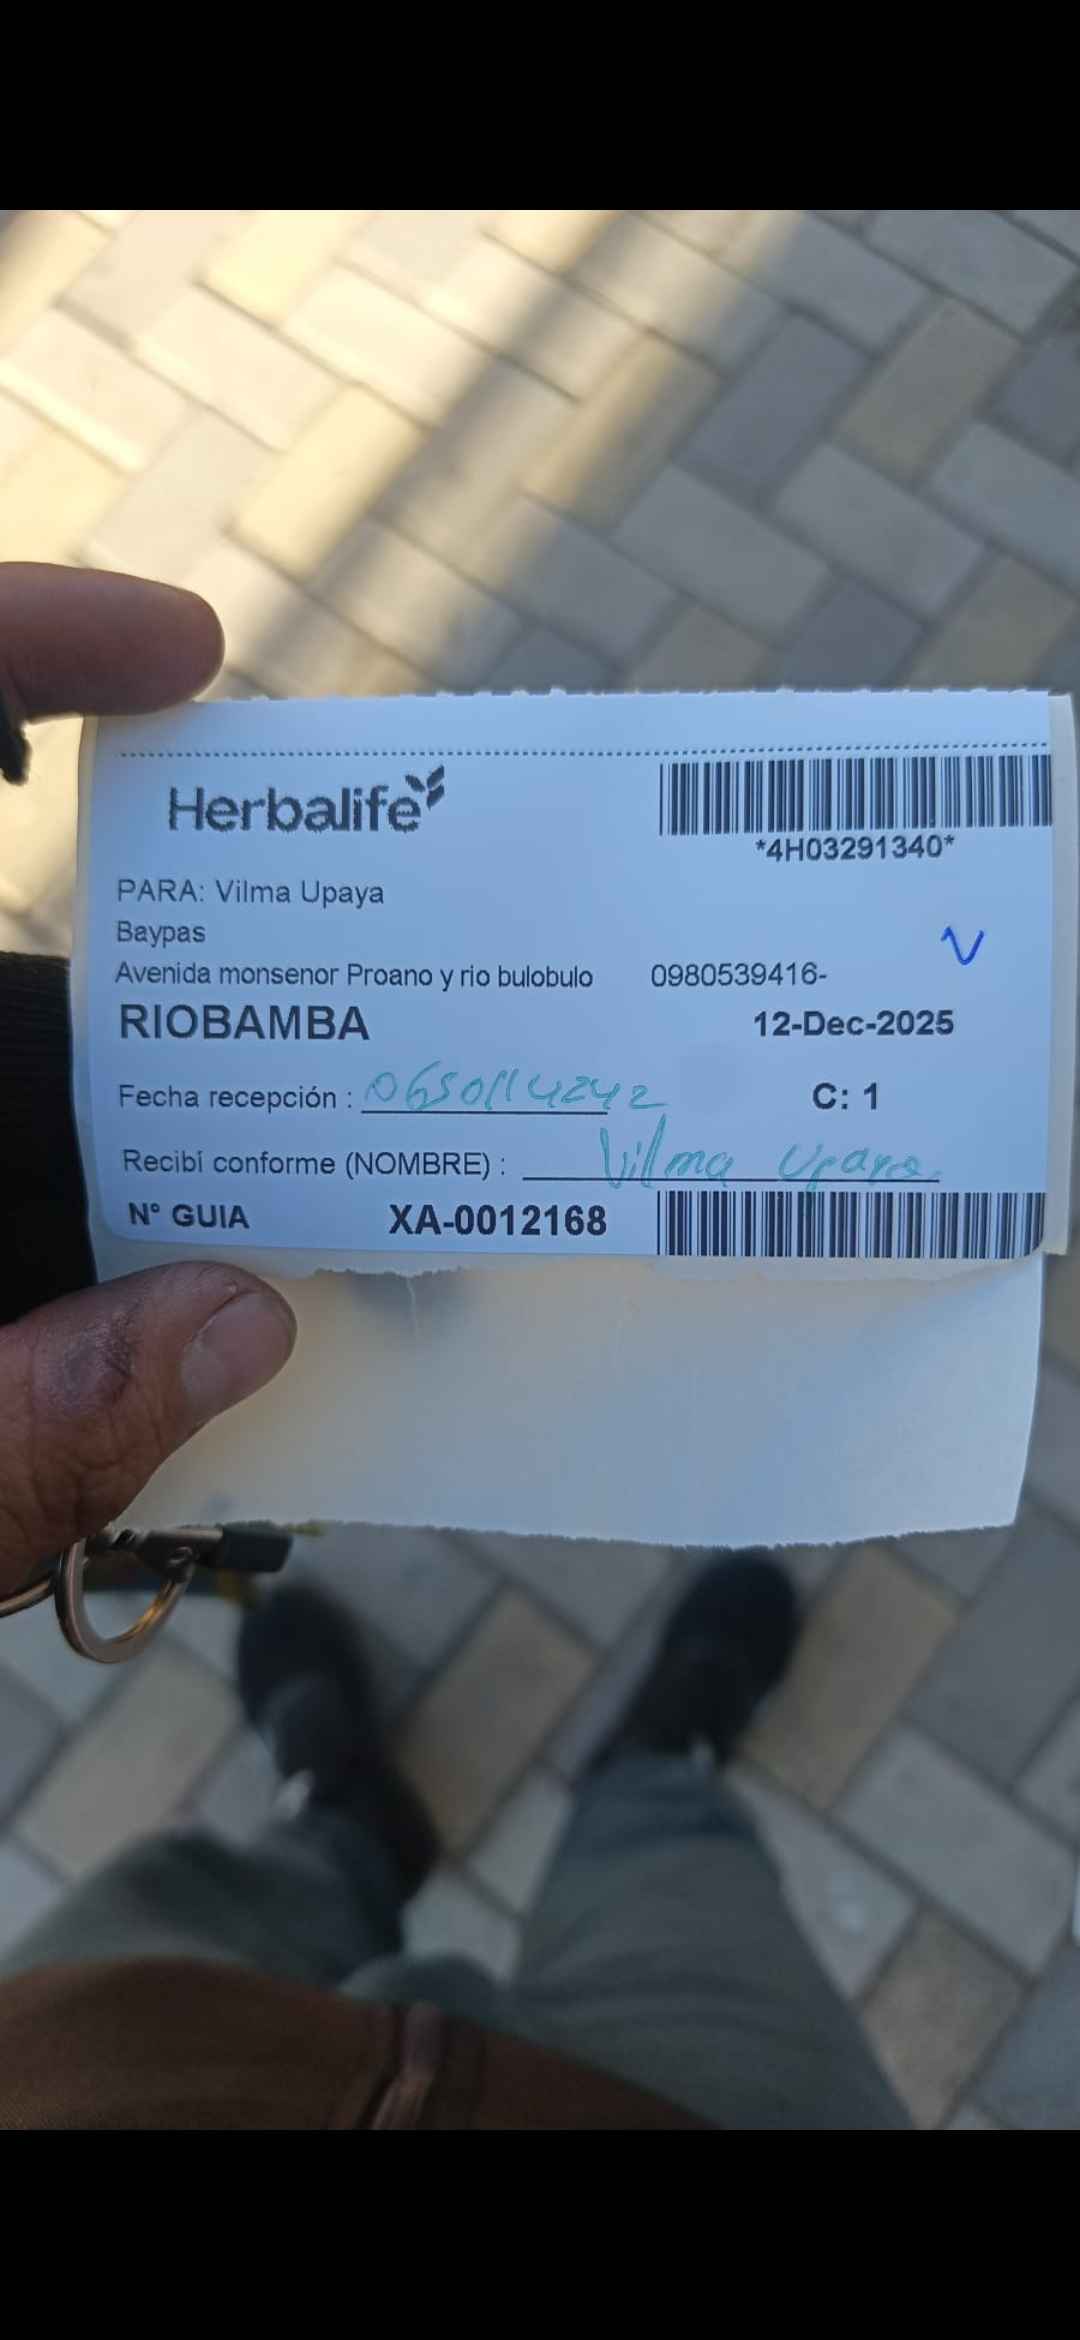 Herbalife
*4H03291340*
PARA: Vilma Upaya
Baypas
Avenida monsenor Proano y rio bulobulo 0980539416-
RIOBAMBA 12-Dec-2025
Fecha recepción : 0650114242 C: 1
Recibí conforme (NOMBRE) : Vilma Upaya
N° GUIA XA-0012168